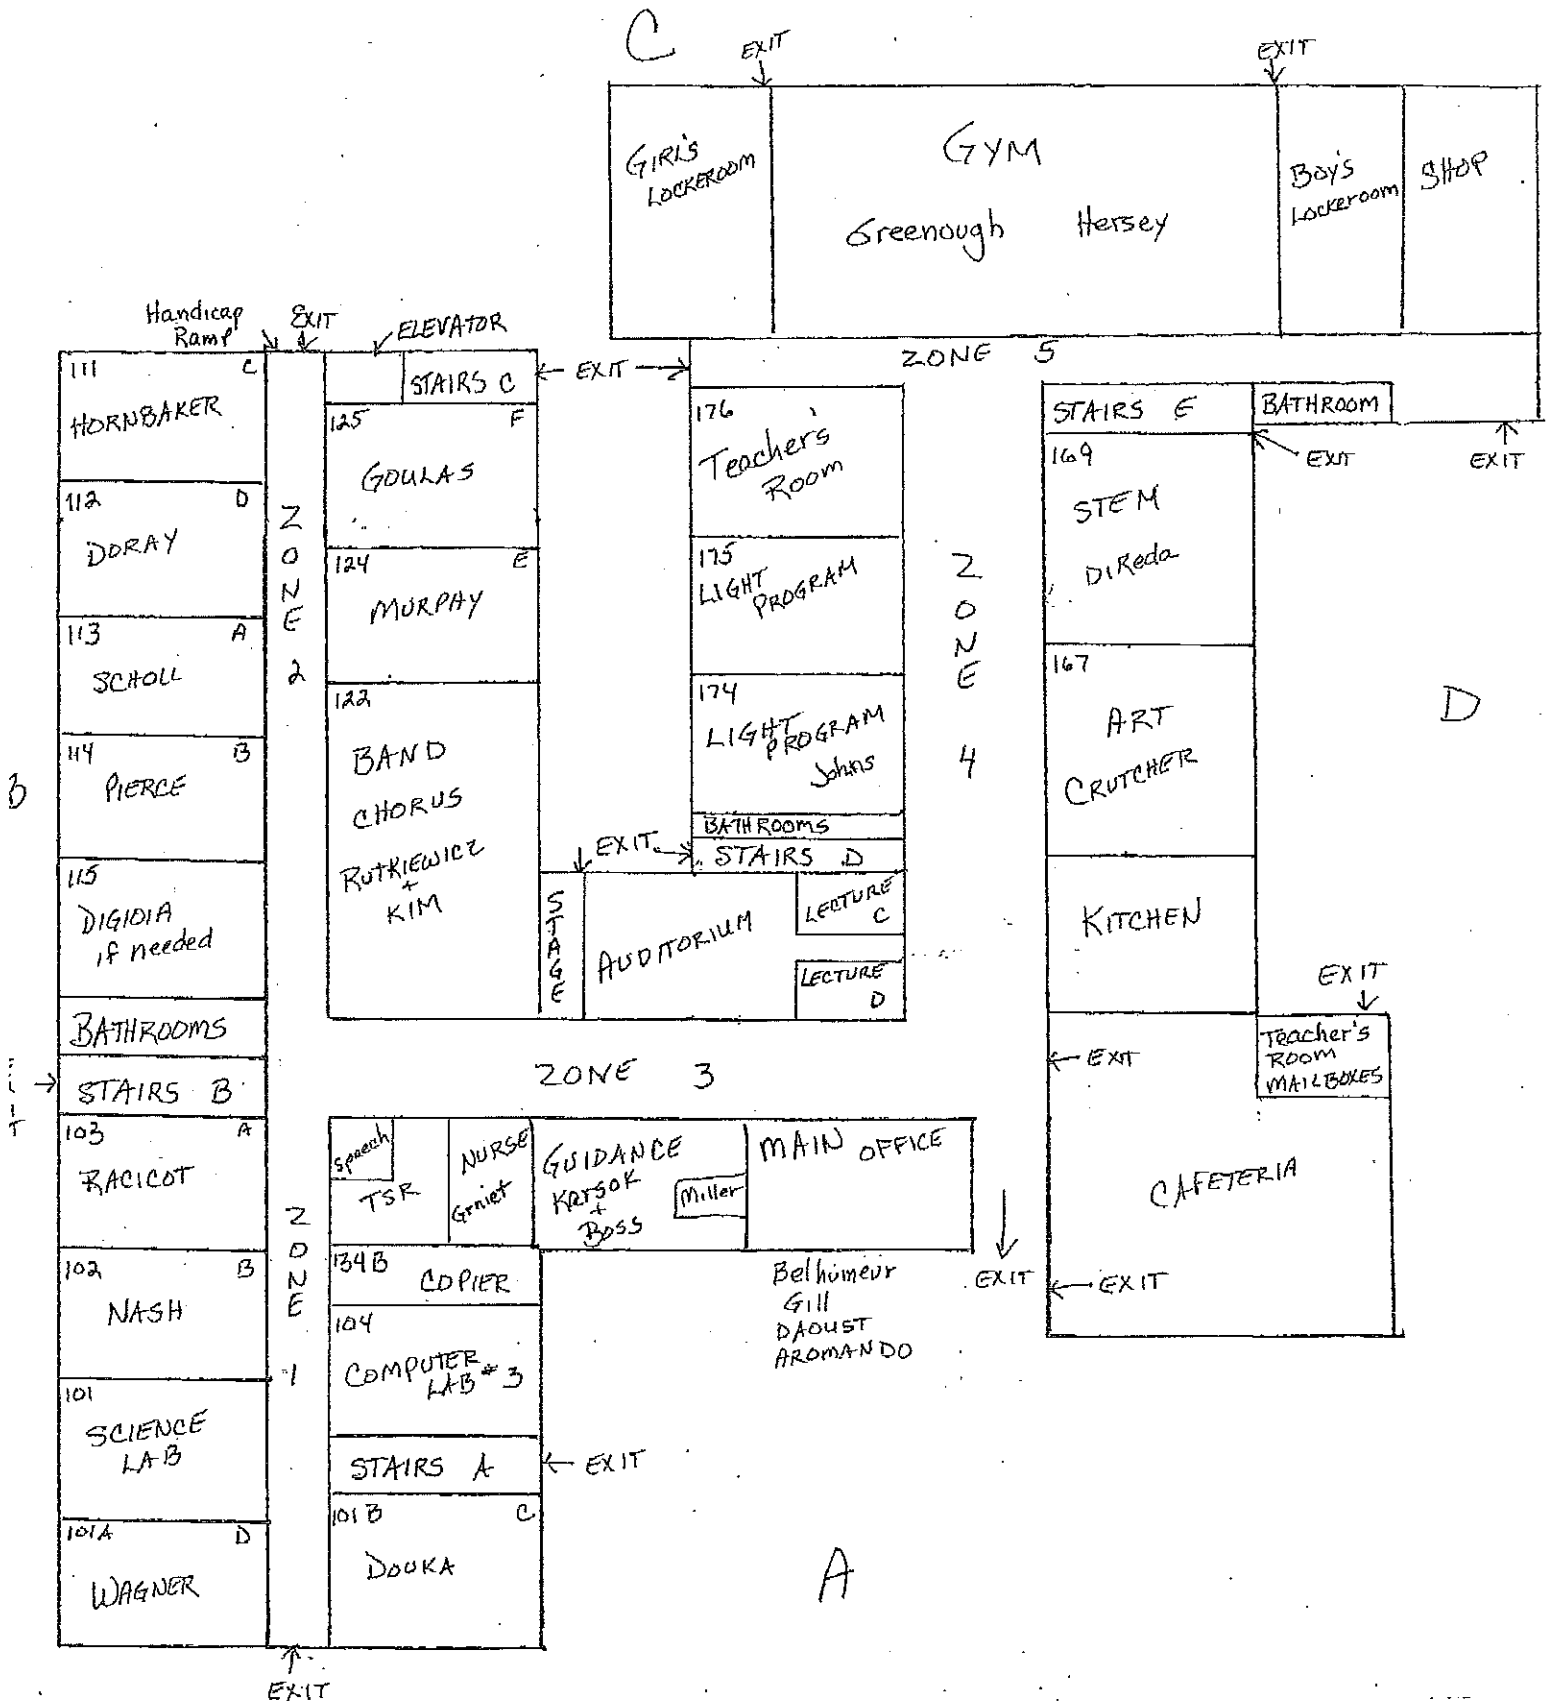 C
EXIT
EXIT
GIRL'S
LOCKEROOM
GYM
Greenough Hersey
BOY'S
Lockeroom
SHOP
Handicap
Ramp
EXIT
ELEVATOR
ZONE 5
111 C
HORNBAKER
STAIRS C
EXIT
125 F
GOULAS
176
Teacher's
Room
STAIRS E
BATHROOM
EXIT
EXIT
169
STEM
DiReda
112 D
DORAY
ZONE 2
124 E
MURPHY
175
LIGHT
PROGRAM
ZONE 4
113 A
SCHOLL
122
BAND
CHORUS
RUTKIEWICZ
+
KIM
174
LIGHT
PROGRAM
Johns
167
ART
CRUTCHER
D
B
114 B
PIERCE
BATHROOMS
EXIT
STAIRS D
115
DIGIOIA
if needed
STAGE
AUDITORIUM
LECTURE
C
LECTURE
D
KITCHEN
EXIT
BATHROOMS
STAIRS B
ZONE 3
EXIT
Teacher's
ROOM
MAILBOXES
CAFETERIA
103 A
RACICOT
Speech
TSR
NURSE
GUIDANCE
KARSOK
+
BOSS
Miller
MAIN OFFICE
102 B
NASH
ZONE 1
134B
COPIER
Belhumeur
Gill
DAOUST
AROMANDO
EXIT
EXIT
104
COMPUTER
LAB #3
101
SCIENCE
LAB
STAIRS A
EXIT
101A D
WAGNER
101B C
DOUKA
A
EXIT